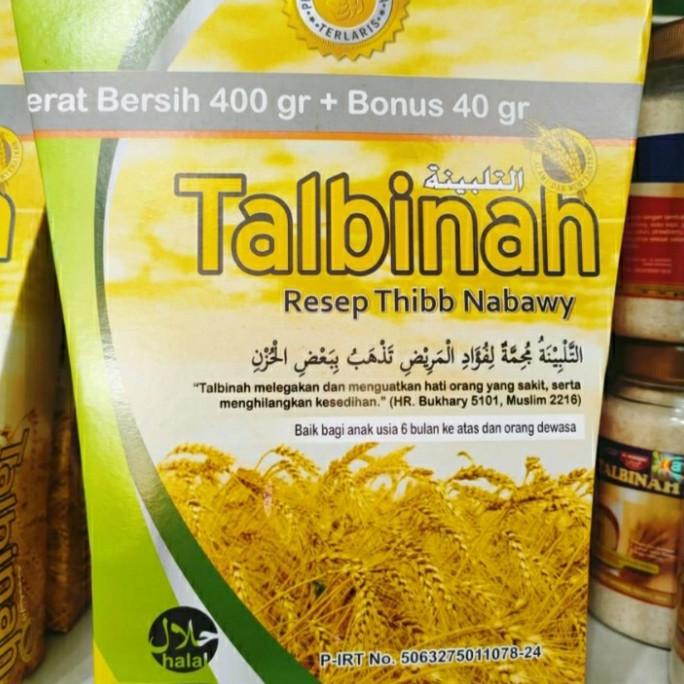 TERLARIS
erat Bersih 400 gr + Bonus 40 gr
التلبينة
Talbinah
Resep Thibb Nabawy
التَّلْبِيْنَةُ مُجِمَّةٌ لِفُؤَادِ الْمَرِيْضِ تَذْهَبُ بِبَعْضِ الْحُزْنِ
“Talbinah melegakan dan menguatkan hati orang yang sakit, serta
menghilangkan kesedihan.” (HR. Bukhary 5101, Muslim 2216)
Baik bagi anak usia 6 bulan ke atas dan orang dewasa
حلال
halal
P-IRT No. 5063275011078-24
Talbinah
TALBINAH